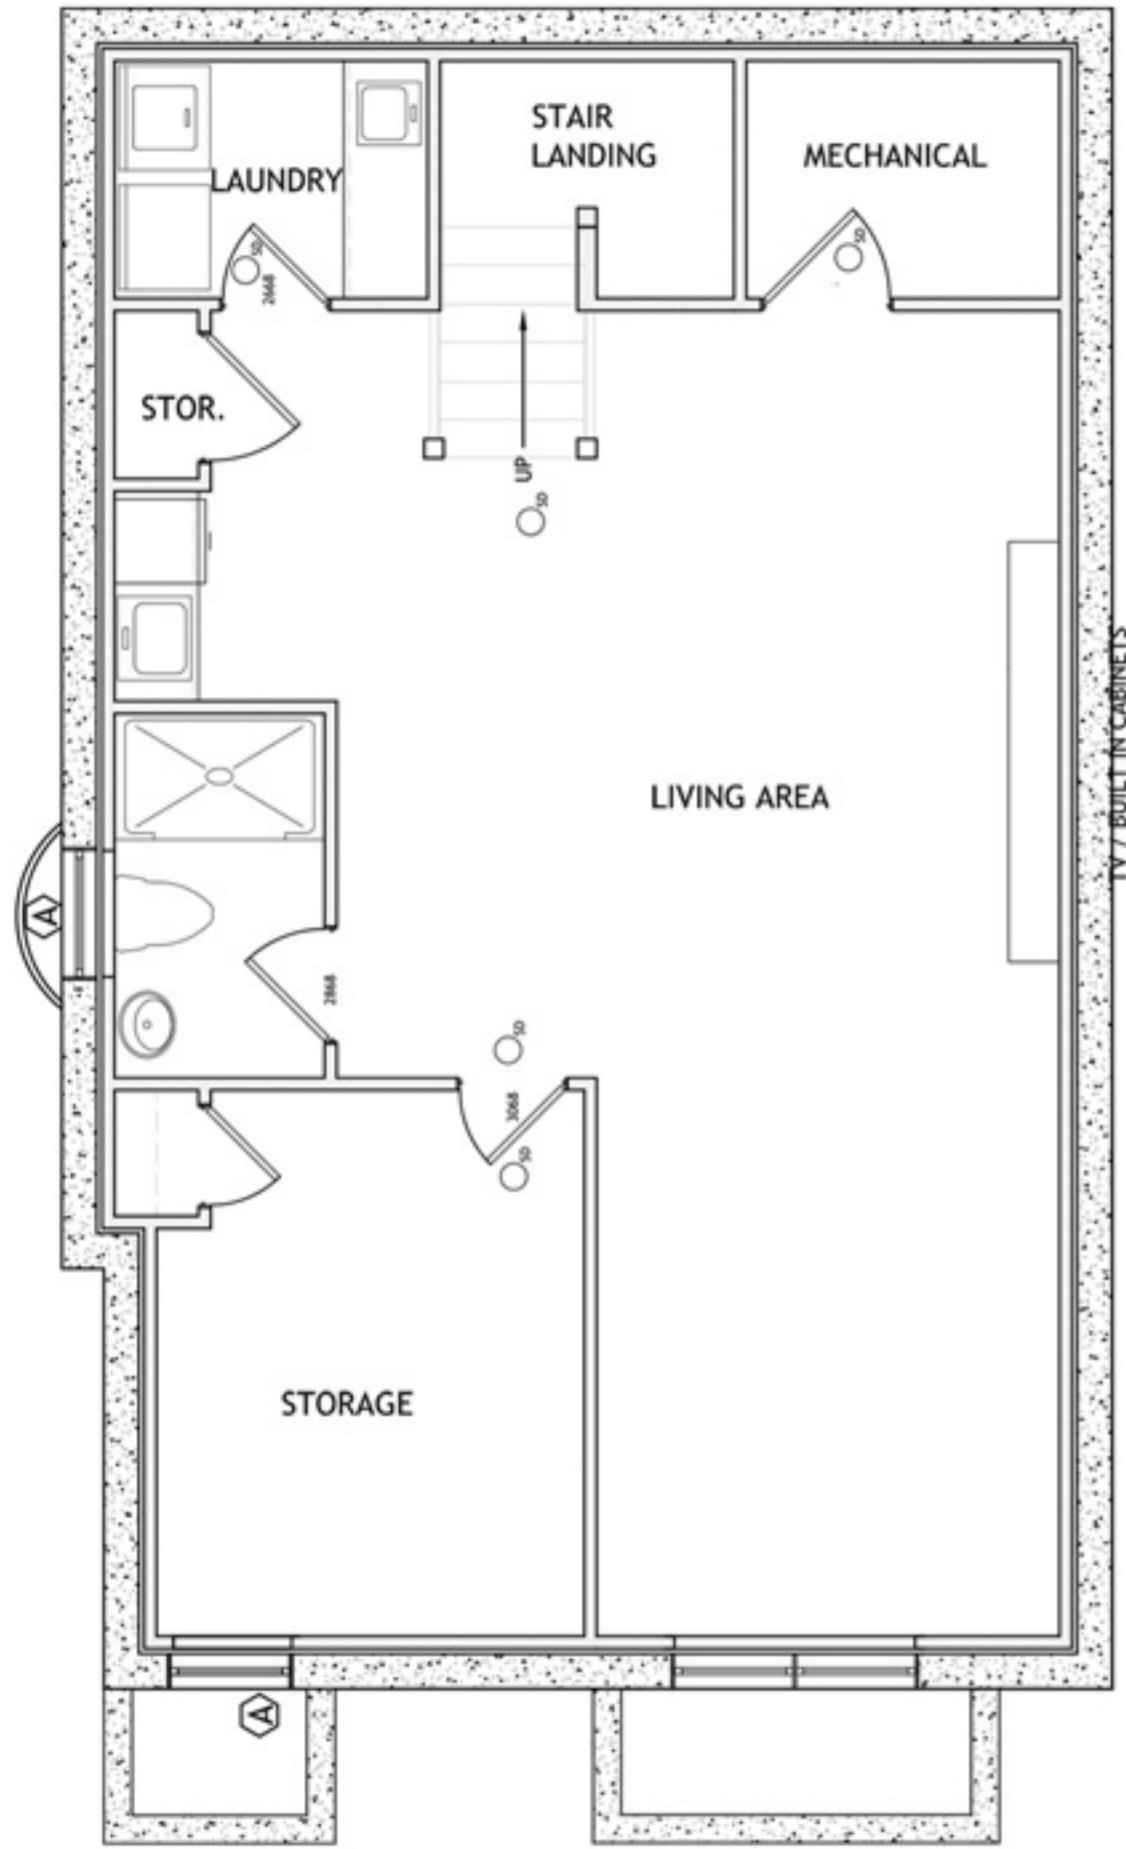 STAIR
LANDING
MECHANICAL
LAUNDRY
SD
2668
SD
STOR.
UP
SD
TV / BUILT IN CABINETS
LIVING AREA
A
2868
SD
3068
SD
STORAGE
A